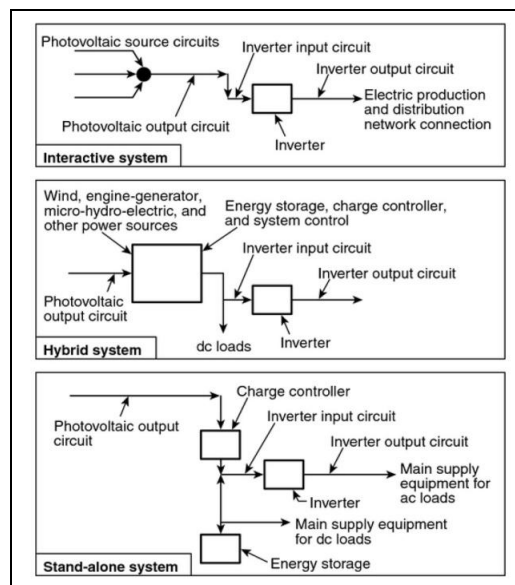 Photovoltaic source circuits
Inverter input circuit
Inverter output circuit
Photovoltaic output circuit
Electric production
and distribution
network connection
Inverter
Interactive system
Wind, engine-generator,
micro-hydro-electric, and
other power sources
Energy storage, charge controller,
and system control
Inverter input circuit
Inverter output circuit
Photovoltaic
output circuit
dc loads
Inverter
Hybrid system
Charge controller
Photovoltaic output
circuit
Inverter input circuit
Inverter output circuit
Main supply
equipment for
ac loads
Inverter
Main supply equipment
for dc loads
Energy storage
Stand-alone system